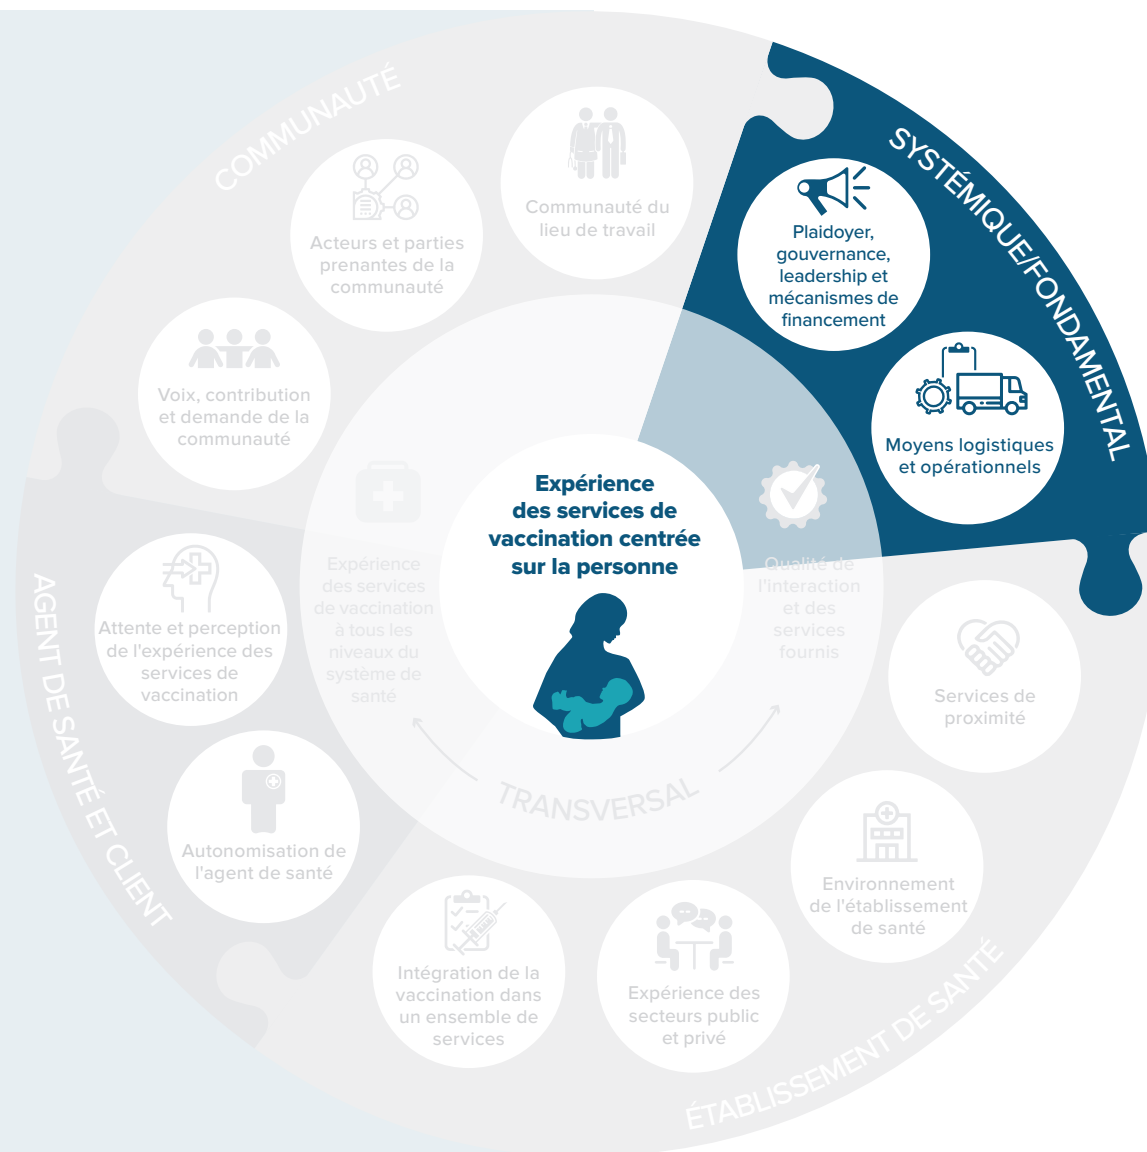 COMMUNAUTÉ
Communauté du
lieu de travail
Acteurs et parties
prenantes de la
communauté
Voix, contribution
et demande de la
communauté
SYSTÉMIQUE/FONDAMENTAL
Plaidoyer,
gouvernance,
leadership et
mécanismes de
financement
Moyens logistiques
et opérationnels
Expérience
des services de
vaccination centrée
sur la personne
Expérience
des services
de vaccination
à tous les
niveaux du
système de
santé
Qualité de
l'interaction
et des
services
fournis
TRANSVERSAL
AGENT DE SANTÉ ET CLIENT
Attente et perception
de l'expérience des
services de
vaccination
Autonomisation de
l'agent de santé
Services de
proximité
Environnement
de l'établissement
de santé
Expérience des
secteurs public
et privé
Intégration de la
vaccination dans
un ensemble de
services
ÉTABLISSEMENT DE SANTÉ